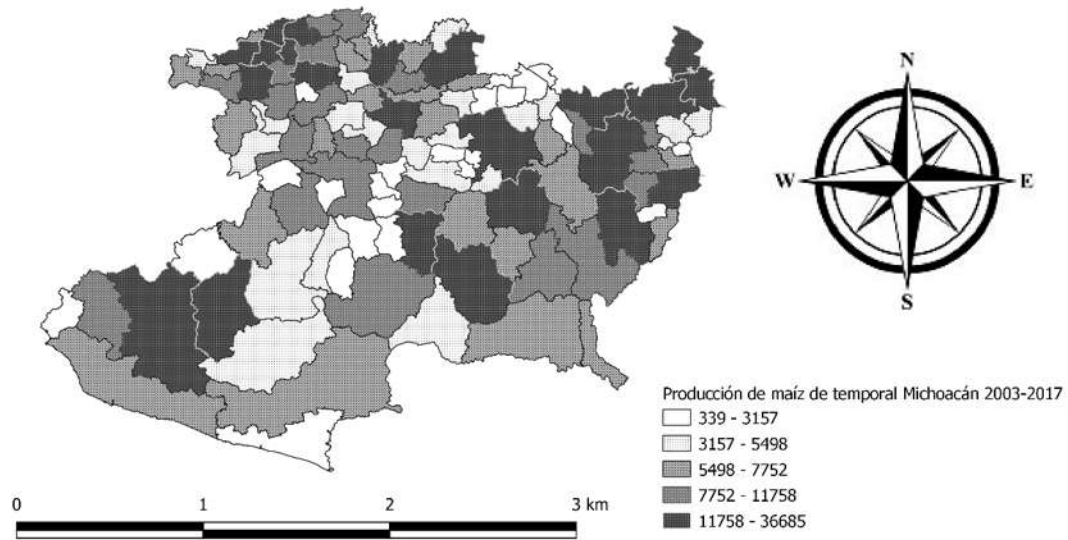 N
W E
S
Producción de maíz de temporal Michoacán 2003-2017
339 - 3157
3157 - 5498
5498 - 7752
7752 - 11758
11758 - 36685
0 1 2 3 km